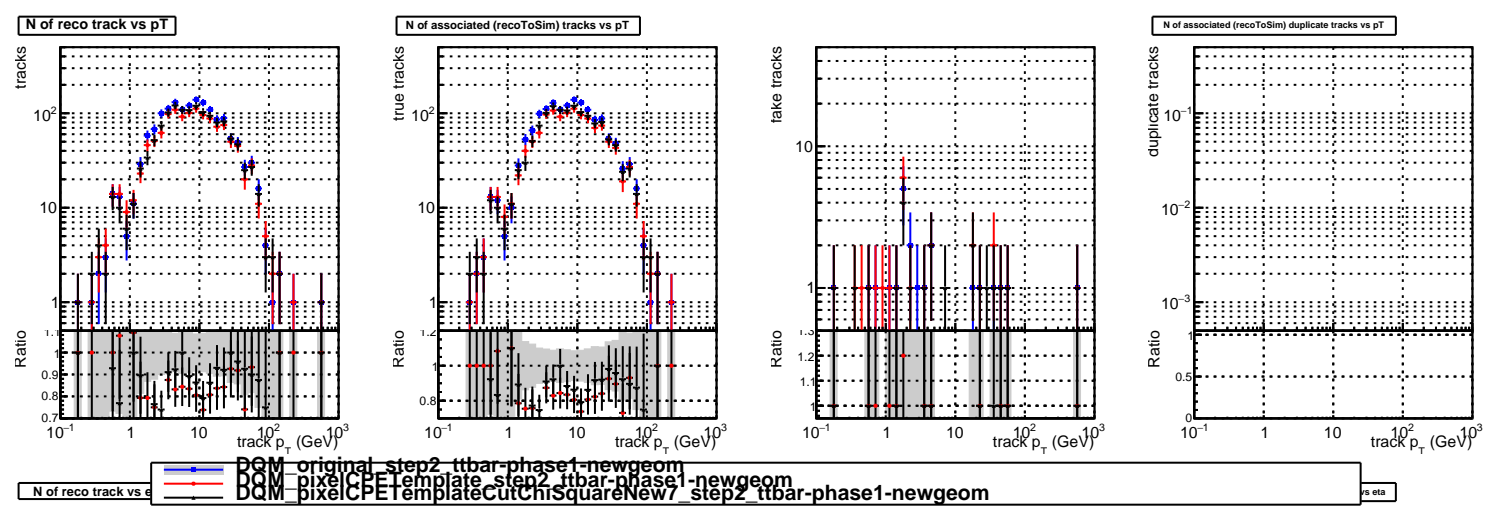 N of reco track vs pT
N of associated (recoToSim) tracks vs pT
N of associated (recoToSim) duplicate tracks vs pT
tracks
10²
10
1
Ratio
1.1
1
0.9
0.8
0.7
10⁻¹ 1 10 10² 10³
track p_T (GeV)
true tracks
10²
10
1
Ratio
1.2
1
0.8
10⁻¹ 1 10 10² 10³
track p_T (GeV)
fake tracks
10
1
Ratio
1.3
1.2
1.1
1
10⁻¹ 1 10 10² 10³
track p_T (GeV)
duplicate tracks
10⁻¹
10⁻²
10⁻³
Ratio
1
0.5
0
10⁻¹ 1 10 10² 10³
track p_T (GeV)
DQM_original_step2_ttbar-phase1-newgeom
DQM_pixelCPETemplate_step2_ttbar-phase1-newgeom
DQM_pixelCPETemplateCutChiSquareNew7_step2_ttbar-phase1-newgeom
N of reco track vs e
vs eta